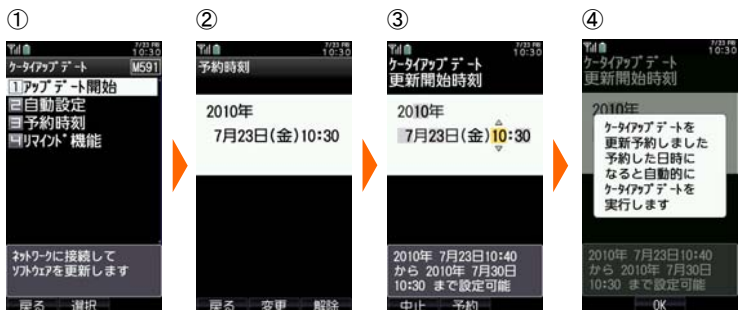 ①
7/23 FRI
10:30
ｹｰﾀｲｱｯﾌﾟﾃﾞｰﾄ M591
1ｱｯﾌﾟﾃﾞｰﾄ開始
2自動設定
3予約時刻
4ﾘﾏｲﾝﾄﾞ機能
ﾈｯﾄﾜｰｸに接続して
ｿﾌﾄｳｪｱを更新します
戻る 選択
②
7/23 FRI
10:30
予約時刻
2010年
7月23日(金)10:30
戻る 変更 解除
③
7/23 FRI
10:30
ｹｰﾀｲｱｯﾌﾟﾃﾞｰﾄ
更新開始時刻
2010年
7月23日(金)10:30
2010年 7月23日10:40
から 2010年 7月30日
10:30 まで設定可能
中止 予約
④
7/23 FRI
10:30
ｹｰﾀｲｱｯﾌﾟﾃﾞｰﾄ
更新開始時刻
2010年
ｹｰﾀｲｱｯﾌﾟﾃﾞｰﾄを
更新予約しました
予約した日時に
なると自動的に
ｹｰﾀｲｱｯﾌﾟﾃﾞｰﾄを
実行します
2010年 7月23日10:40
から 2010年 7月30日
10:30 まで設定可能
OK